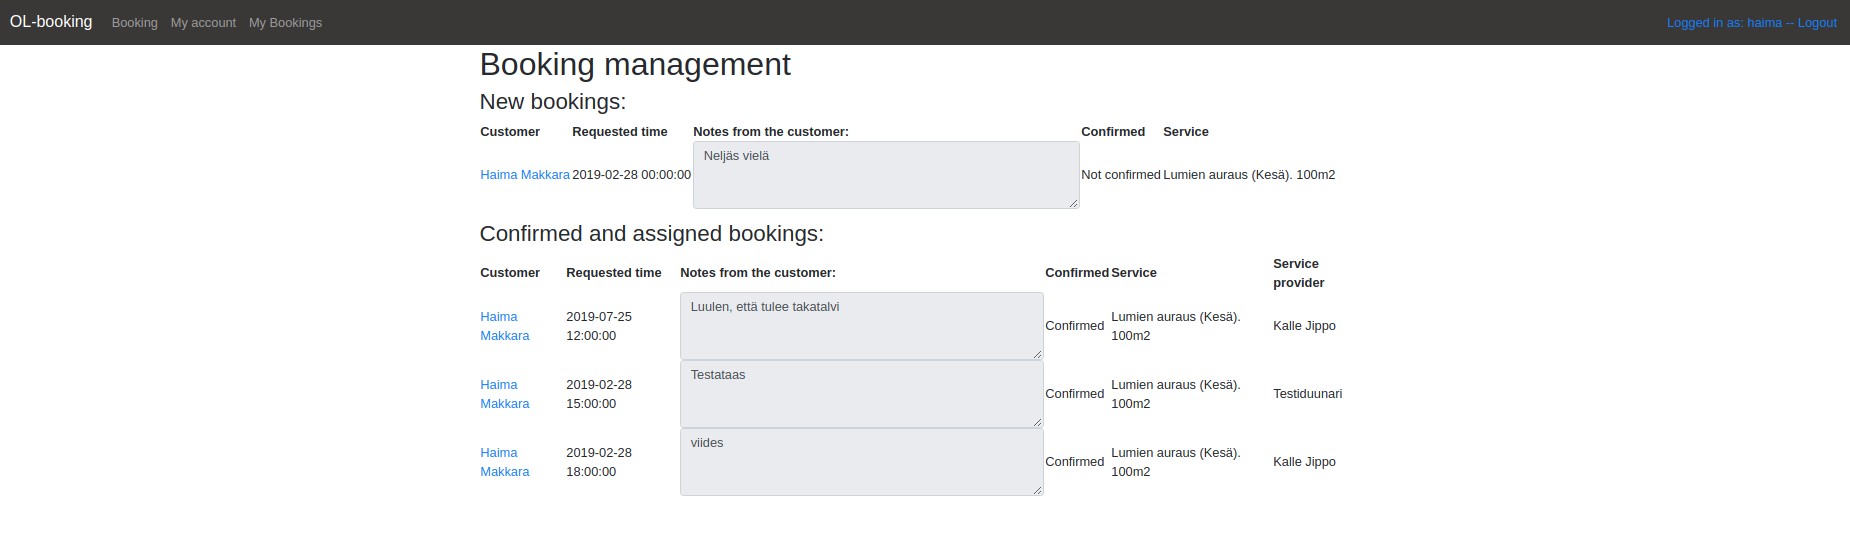 OL-booking Booking My account My Bookings Logged in as: haima -- Logout
Booking management
New bookings:
Customer Requested time Notes from the customer: Confirmed Service
Neljäs vielä
Haima Makkara 2019-02-28 00:00:00 Not confirmed Lumien auraus (Kesä). 100m2
Confirmed and assigned bookings:
Customer Requested time Notes from the customer: Confirmed Service Service provider
Luulen, että tulee takatalvi
Haima 2019-07-25 Lumien auraus (Kesä).
Confirmed Kalle Jippo
Makkara 12:00:00 100m2
Testataas
Haima 2019-02-28 Lumien auraus (Kesä).
Confirmed Testiduunari
Makkara 15:00:00 100m2
viides
Haima 2019-02-28 Lumien auraus (Kesä).
Confirmed Kalle Jippo
Makkara 18:00:00 100m2